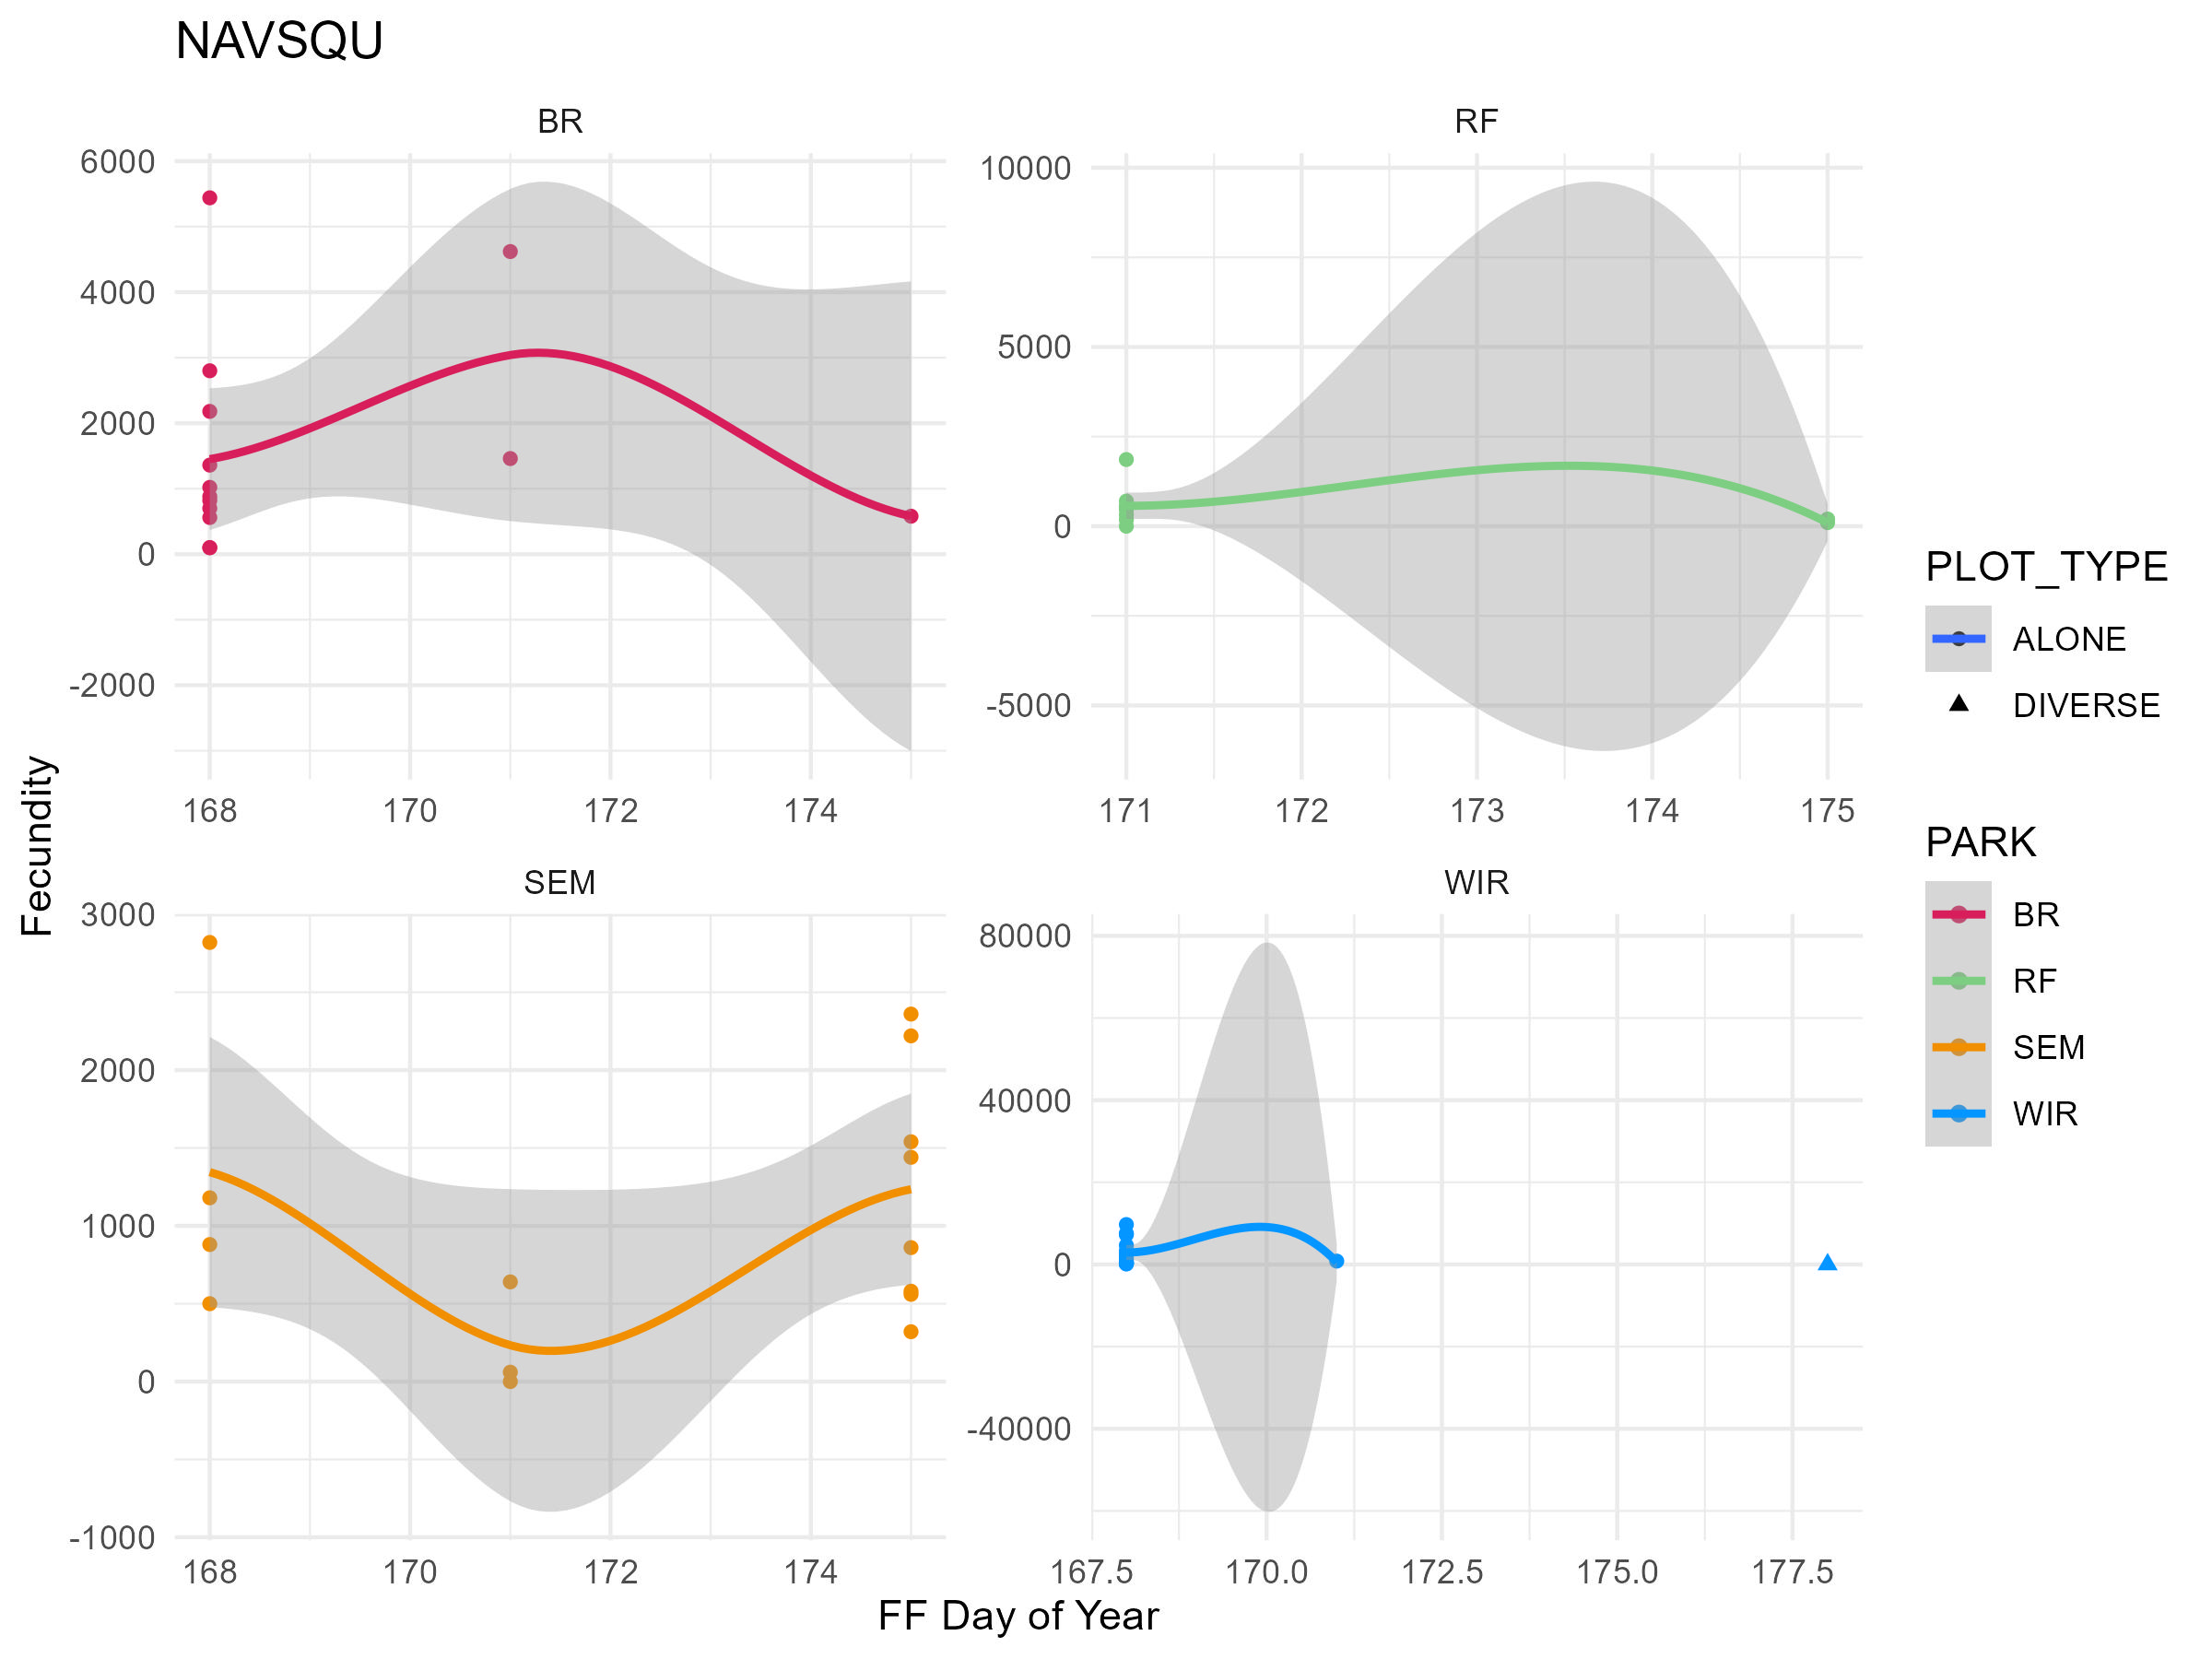 NAVSQU
BR
6000
4000
2000
0
-2000
168 170 172 174
RF
10000
5000
0
-5000
171 172 173 174 175
SEM
3000
2000
1000
0
-1000
168 170 172 174
WIR
80000
40000
0
-40000
167.5 170.0 172.5 175.0 177.5
Fecundity
FF Day of Year
PLOT_TYPE
ALONE
DIVERSE
PARK
BR
RF
SEM
WIR